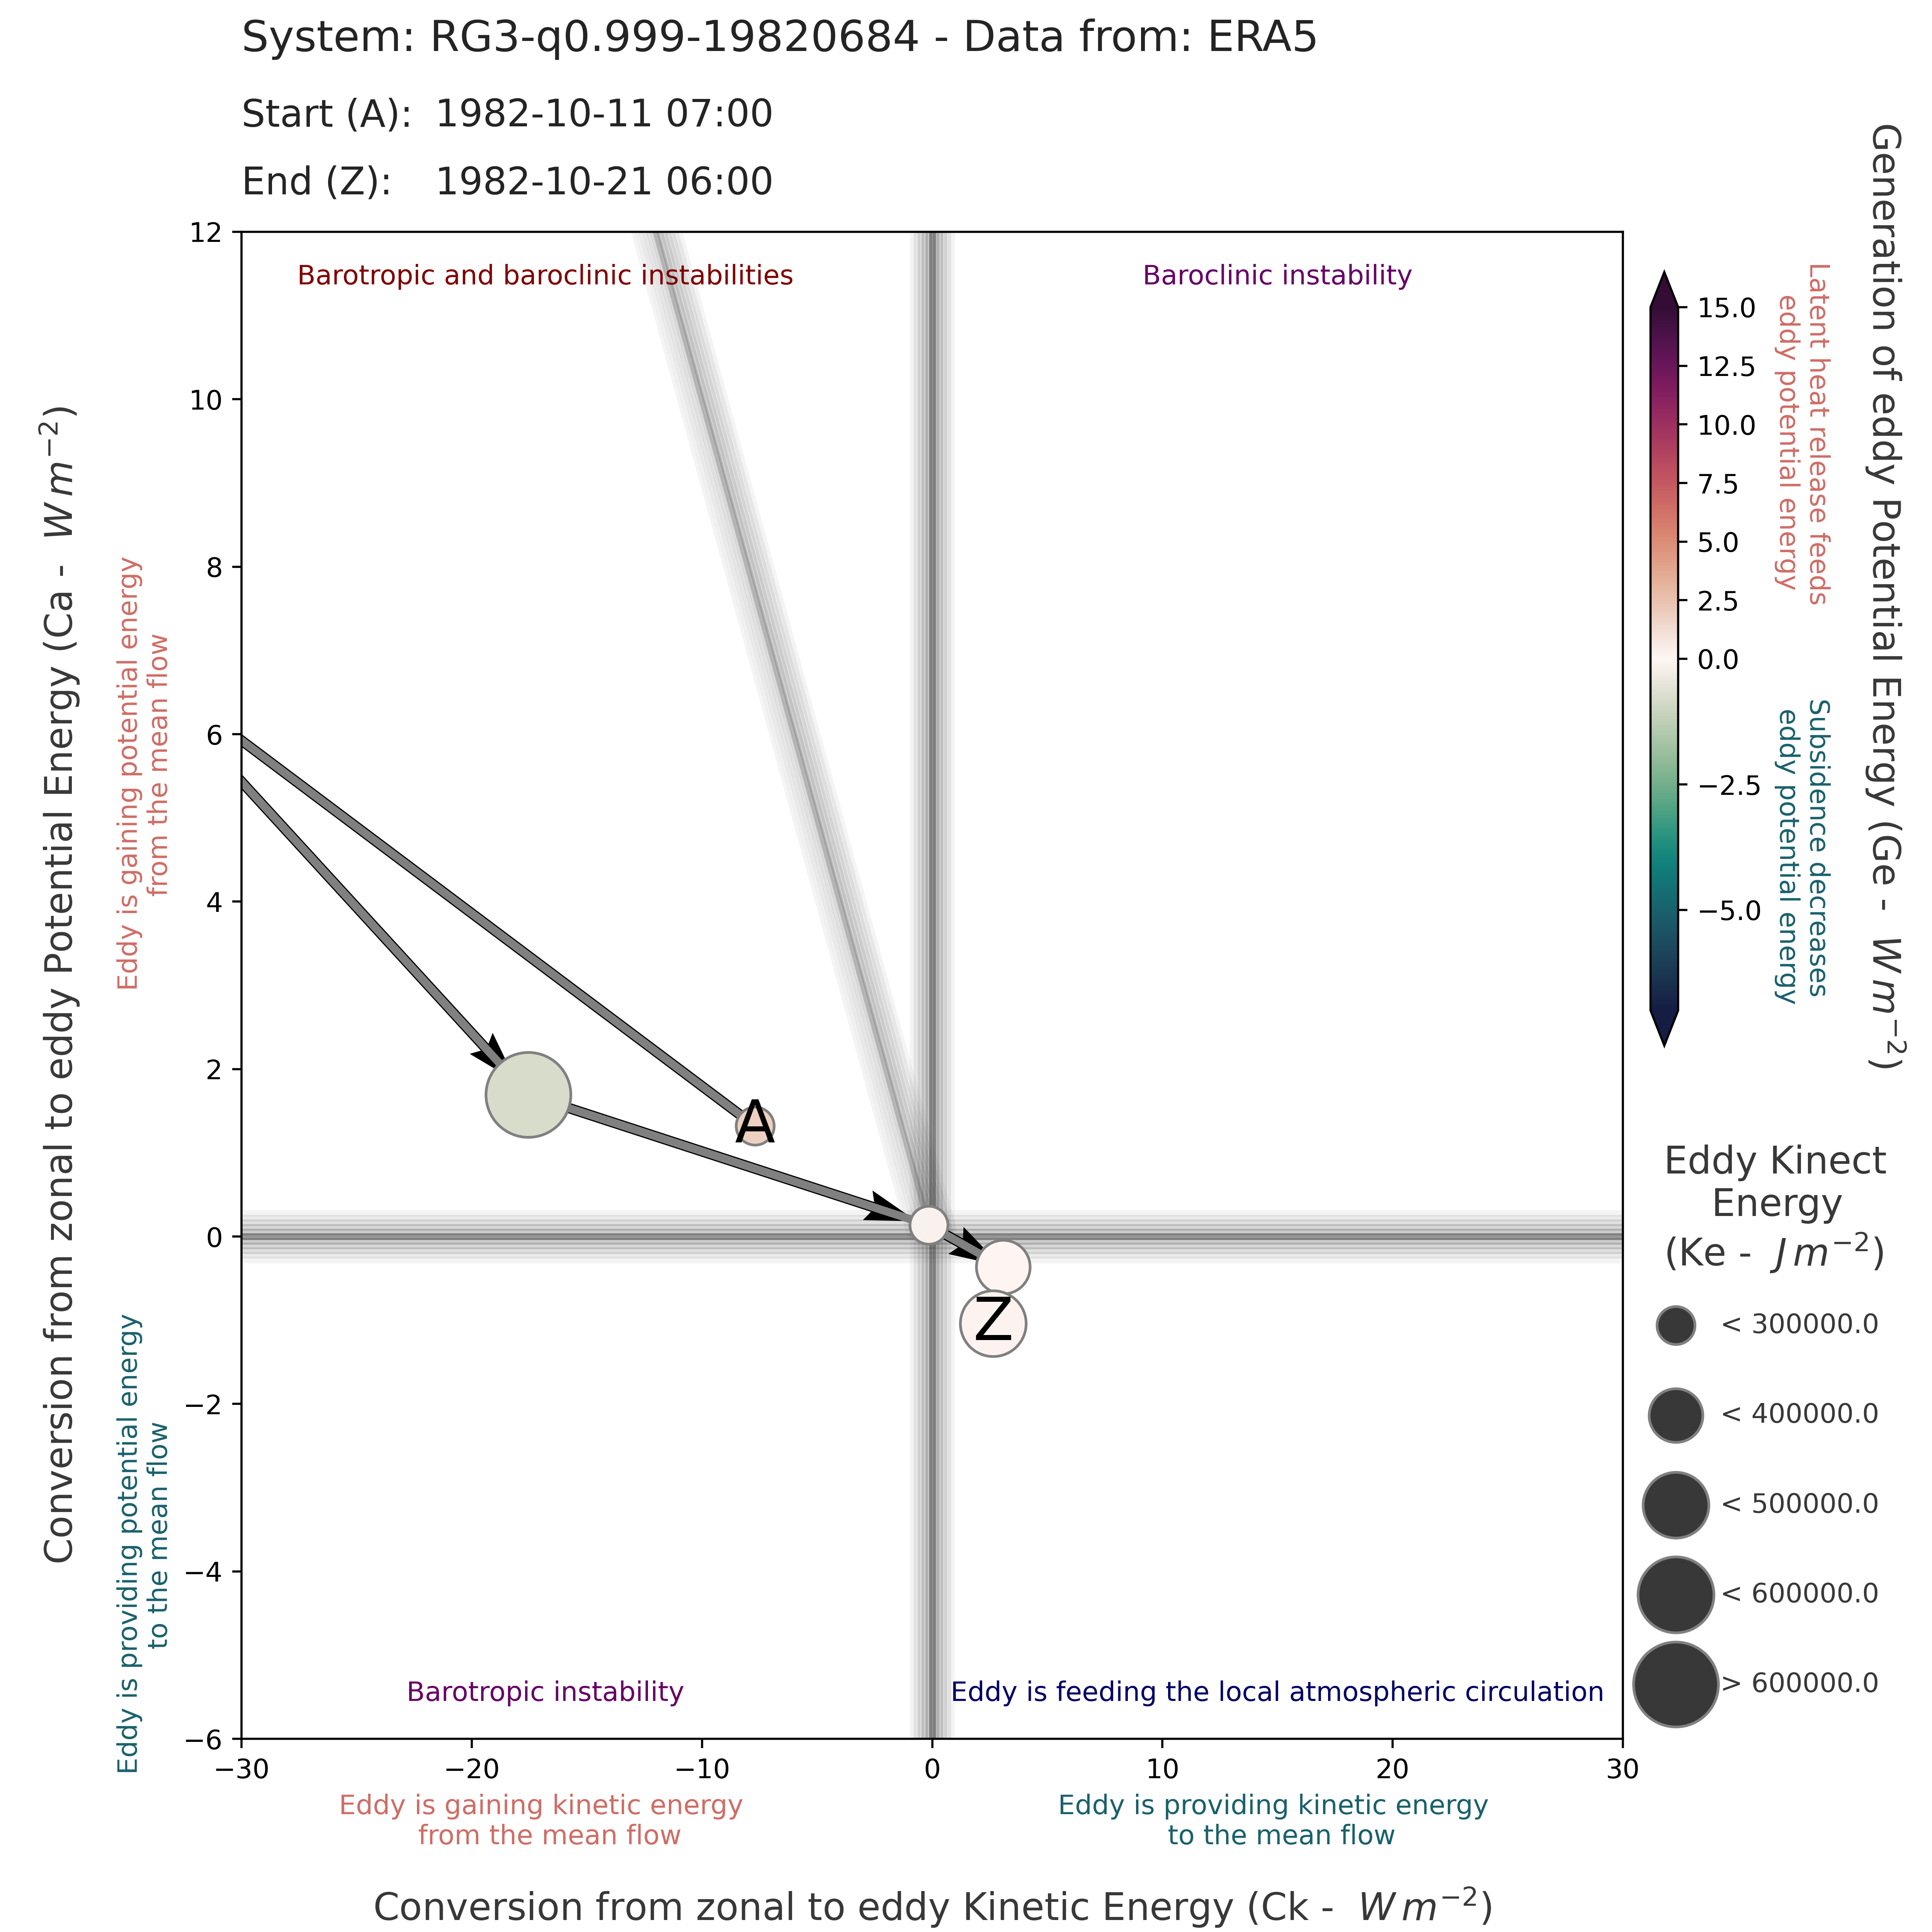 System: RG3-q0.999-19820684 - Data from: ERA5
Start (A): 1982-10-11 07:00
End (Z): 1982-10-21 06:00
Barotropic and baroclinic instabilities
Baroclinic instability
Barotropic instability
Eddy is feeding the local atmospheric circulation
A
Z
12
10
8
6
4
2
0
−2
−4
−6
−30
−20
−10
0
10
20
30
Eddy is gaining kinetic energy
from the mean flow
Eddy is providing kinetic energy
to the mean flow
Conversion from zonal to eddy Kinetic Energy (Ck - W m⁻²)
Conversion from zonal to eddy Potential Energy (Ca - W m⁻²)
Eddy is gaining potential energy
from the mean flow
Eddy is providing potential energy
to the mean flow
15.0
12.5
10.0
7.5
5.0
2.5
0.0
−2.5
−5.0
Latent heat release feeds
eddy potential energy
Subsidence decreases
eddy potential energy
Generation of eddy Potential Energy (Ge - W m⁻²)
Eddy Kinect
Energy
(Ke - J m⁻²)
< 300000.0
< 400000.0
< 500000.0
< 600000.0
> 600000.0